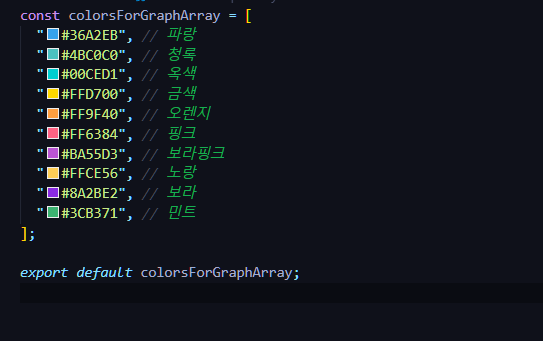 const colorsForGraphArray = [
"#36A2EB", // 파랑
"#4BC0C0", // 청록
"#00CED1", // 옥색
"#FFD700", // 금색
"#FF9F40", // 오렌지
"#FF6384", // 핑크
"#BA55D3", // 보라핑크
"#FFCE56", // 노랑
"#8A2BE2", // 보라
"#3CB371", // 민트
];
export default colorsForGraphArray;